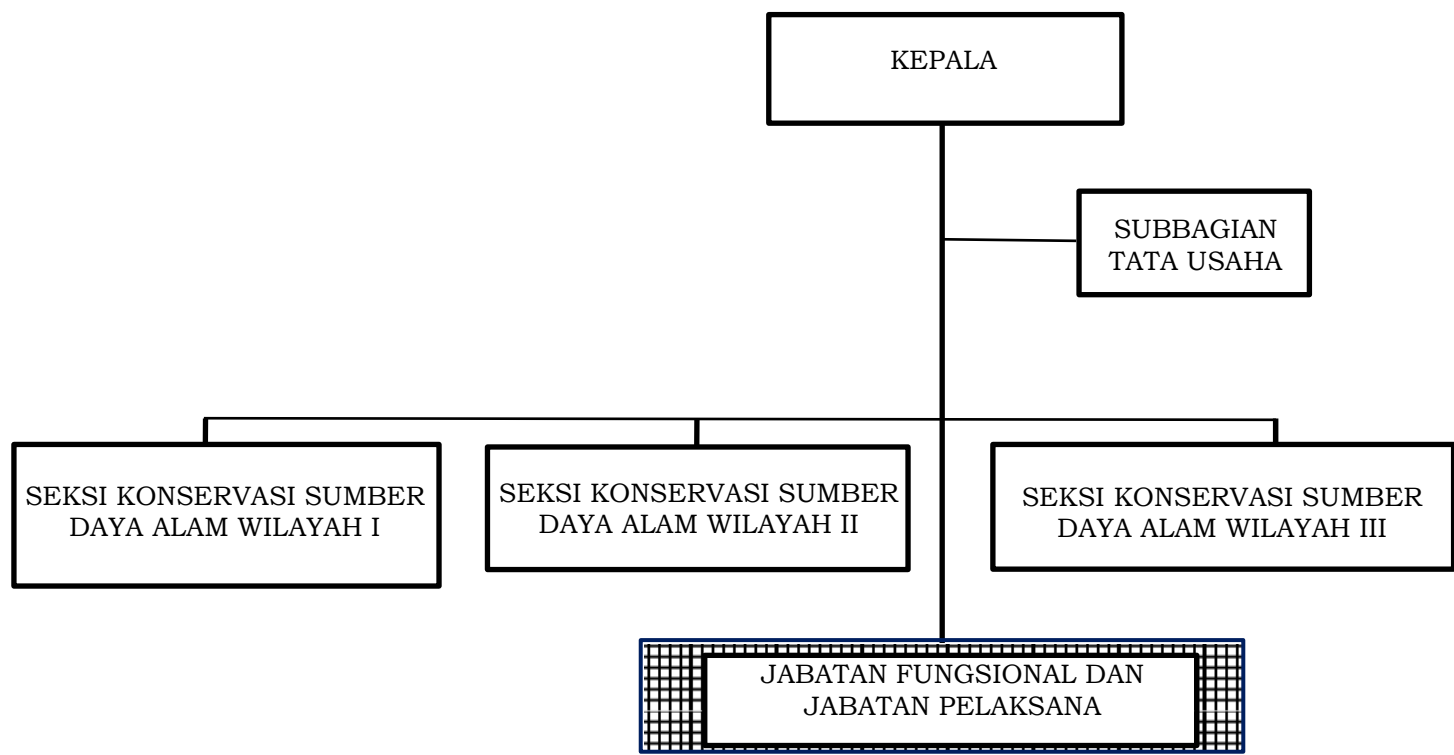 KEPALA
SUBBAGIAN
TATA USAHA
SEKSI KONSERVASI SUMBER
DAYA ALAM WILAYAH I
SEKSI KONSERVASI SUMBER
DAYA ALAM WILAYAH II
SEKSI KONSERVASI SUMBER
DAYA ALAM WILAYAH III
JABATAN FUNGSIONAL DAN
JABATAN PELAKSANA